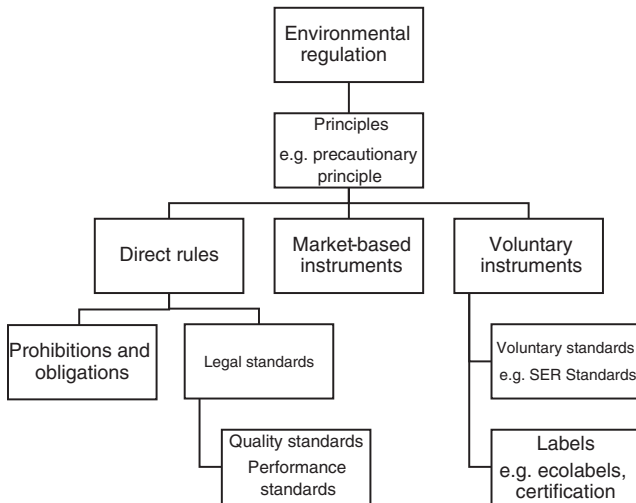 Environmental
regulation
Principles
e.g. precautionary
principle
Direct rules
Market-based
instruments
Voluntary
instruments
Prohibitions and
obligations
Legal standards
Voluntary standards
e.g. SER Standards
Quality standards
Performance
standards
Labels
e.g. ecolabels,
certification